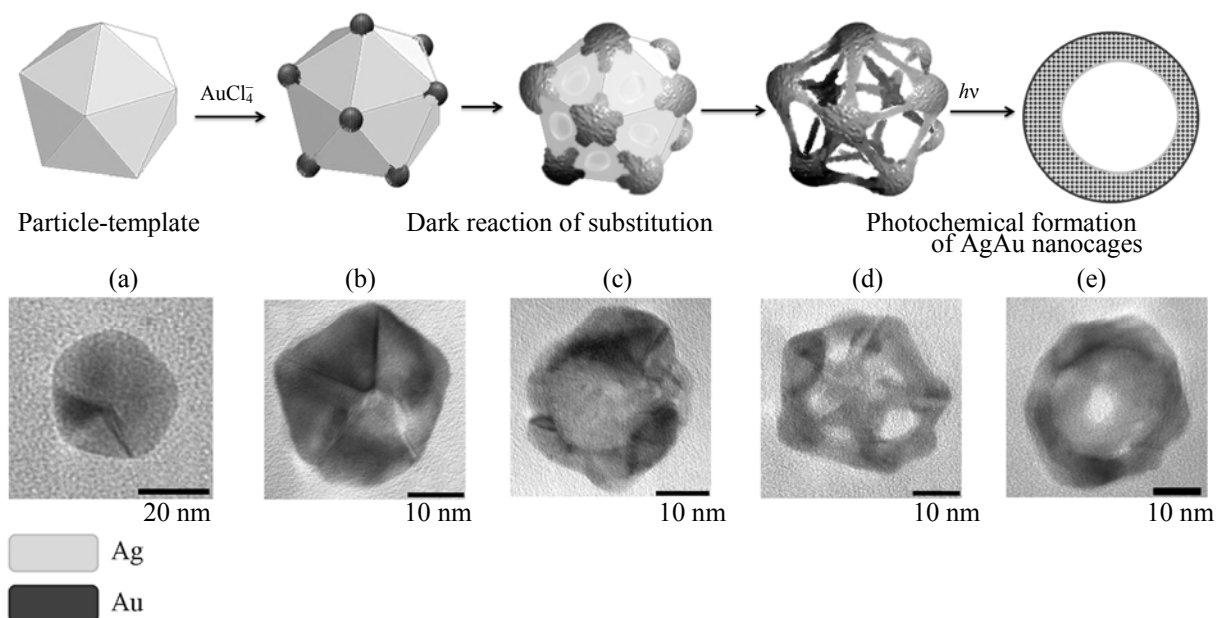 AuCl₄⁻
hν
Particle-template
Dark reaction of substitution
Photochemical formation
of AgAu nanocages
(a)
(b)
(c)
(d)
(e)
20 nm
10 nm
10 nm
10 nm
10 nm
Ag
Au